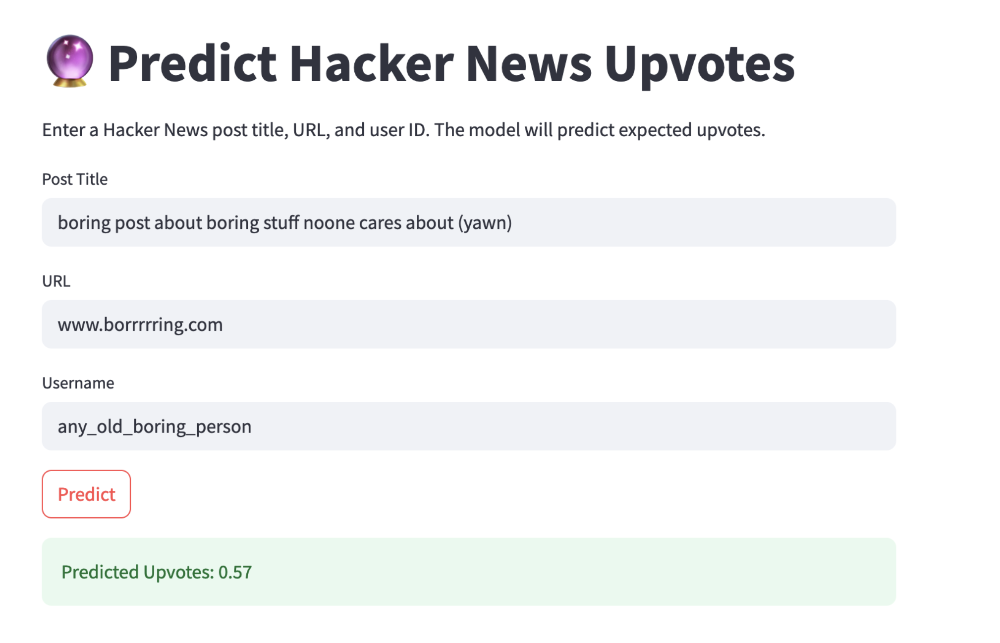 Predict Hacker News Upvotes
Enter a Hacker News post title, URL, and user ID. The model will predict expected upvotes.
Post Title
boring post about boring stuff noone cares about (yawn)
URL
www.borrrrring.com
Username
any_old_boring_person
Predict
Predicted Upvotes: 0.57